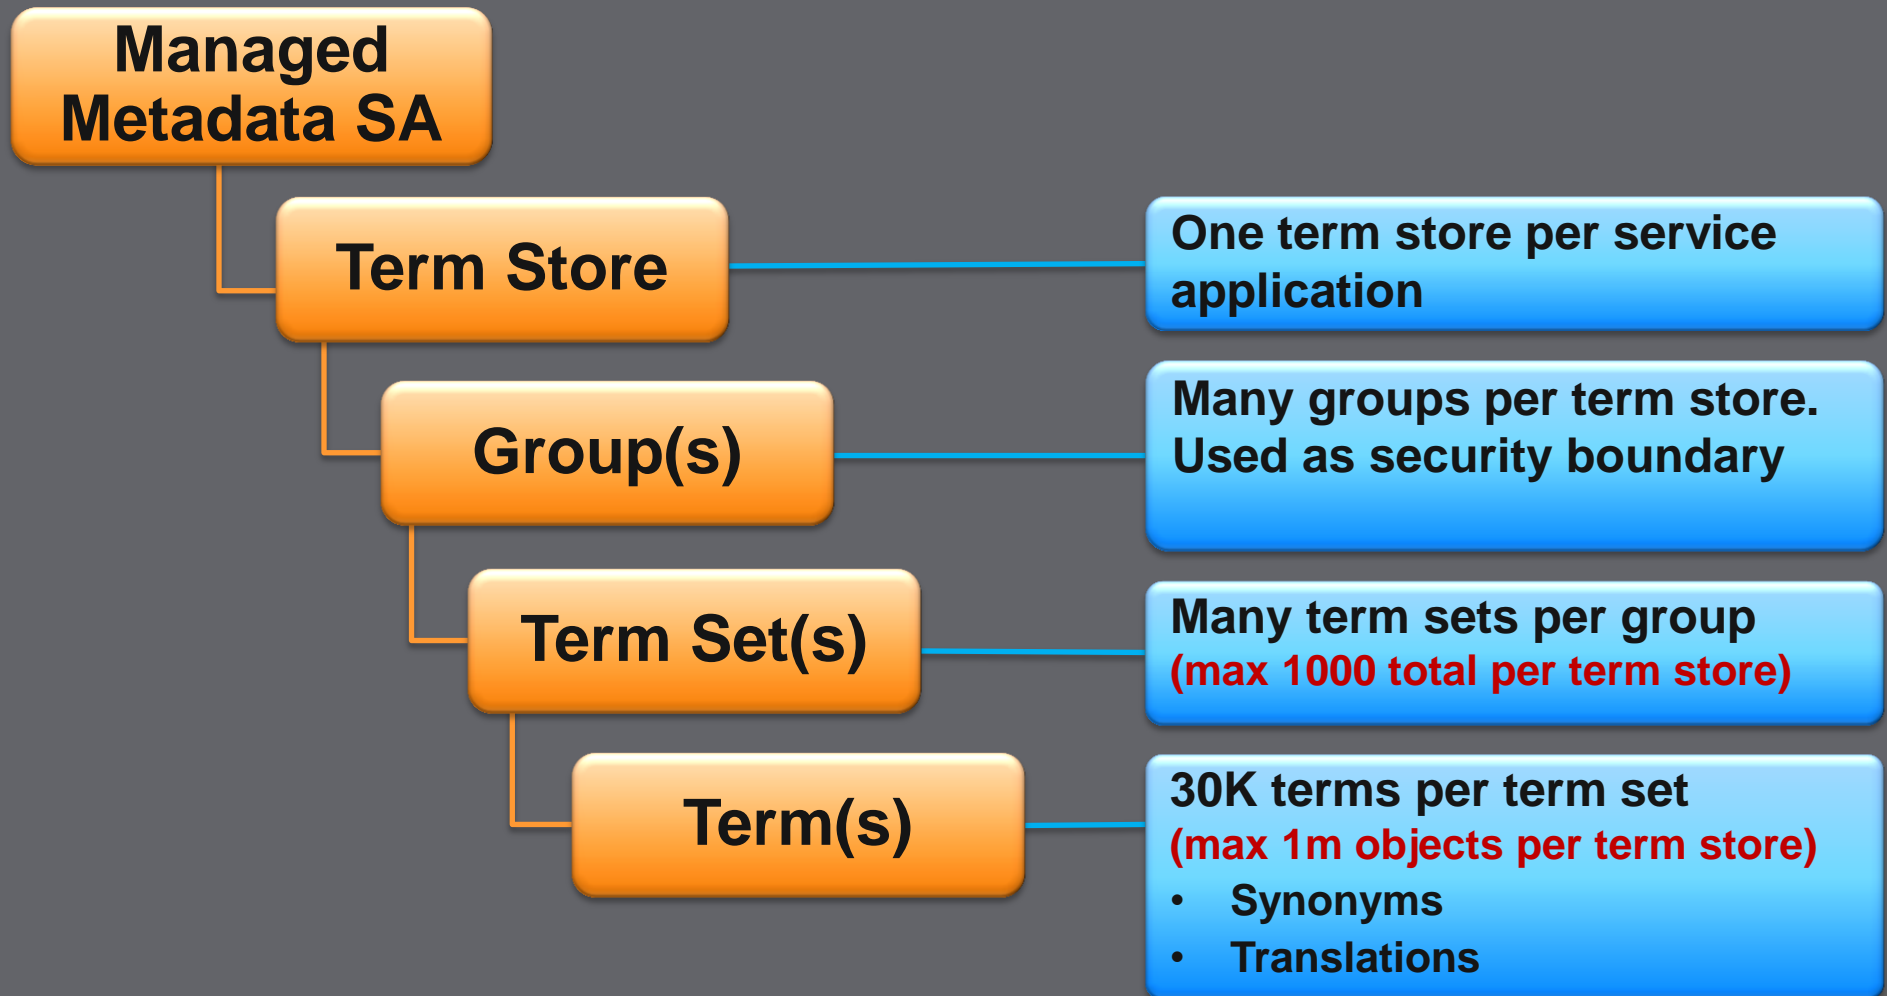 Managed
Metadata SA
Term Store
One term store per service
application
Group(s)
Many groups per term store.
Used as security boundary
Term Set(s)
Many term sets per group
(max 1000 total per term store)
Term(s)
30K terms per term set
(max 1m objects per term store)
• Synonyms
• Translations